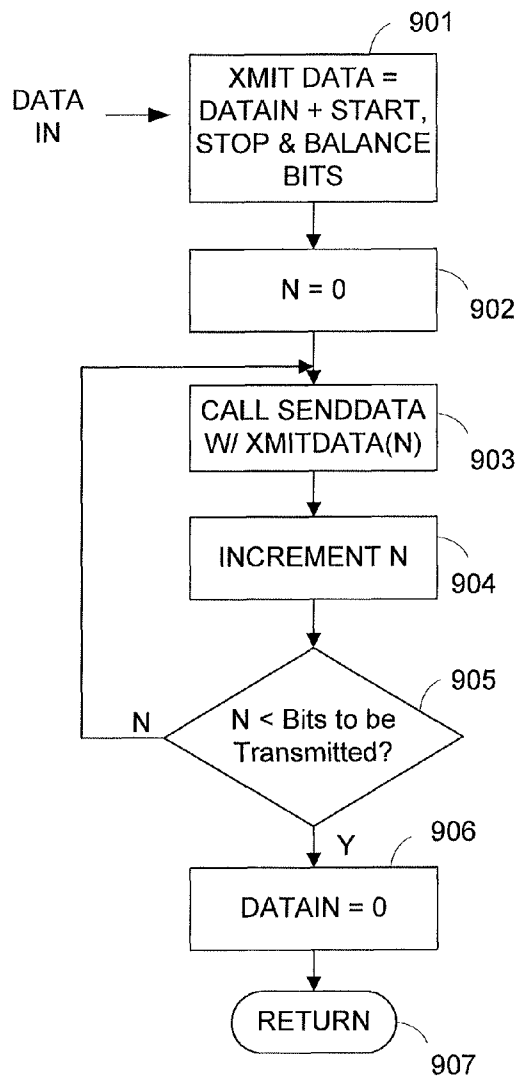 901
XMIT DATA =
DATAIN + START,
STOP & BALANCE
BITS
DATA
IN
N = 0
902
CALL SENDDATA
W/ XMITDATA(N)
903
INCREMENT N
904
905
N < Bits to be
Transmitted?
N
Y
906
DATAIN = 0
RETURN
907